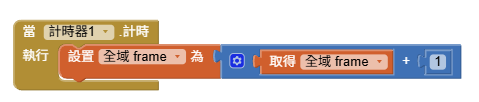 當 計時器1 .計時
執行 設置 全域 frame 為 取得 全域 frame + 1